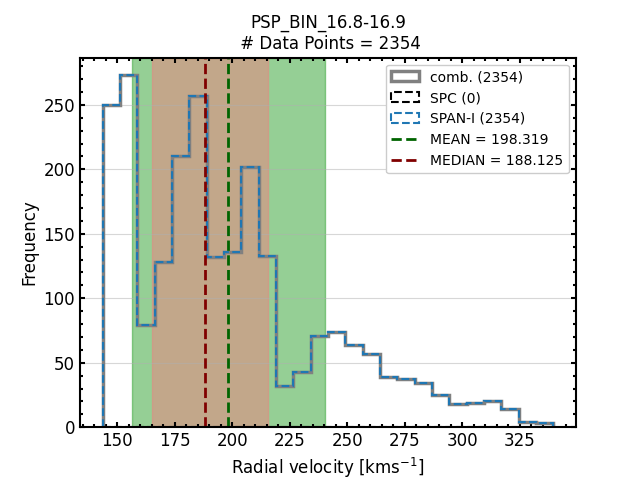 PSP_BIN_16.8-16.9
# Data Points = 2354
comb. (2354)
SPC (0)
SPAN-I (2354)
MEAN = 198.319
MEDIAN = 188.125
Frequency
250
200
150
100
50
0
150 175 200 225 250 275 300 325
Radial velocity [kms⁻¹]